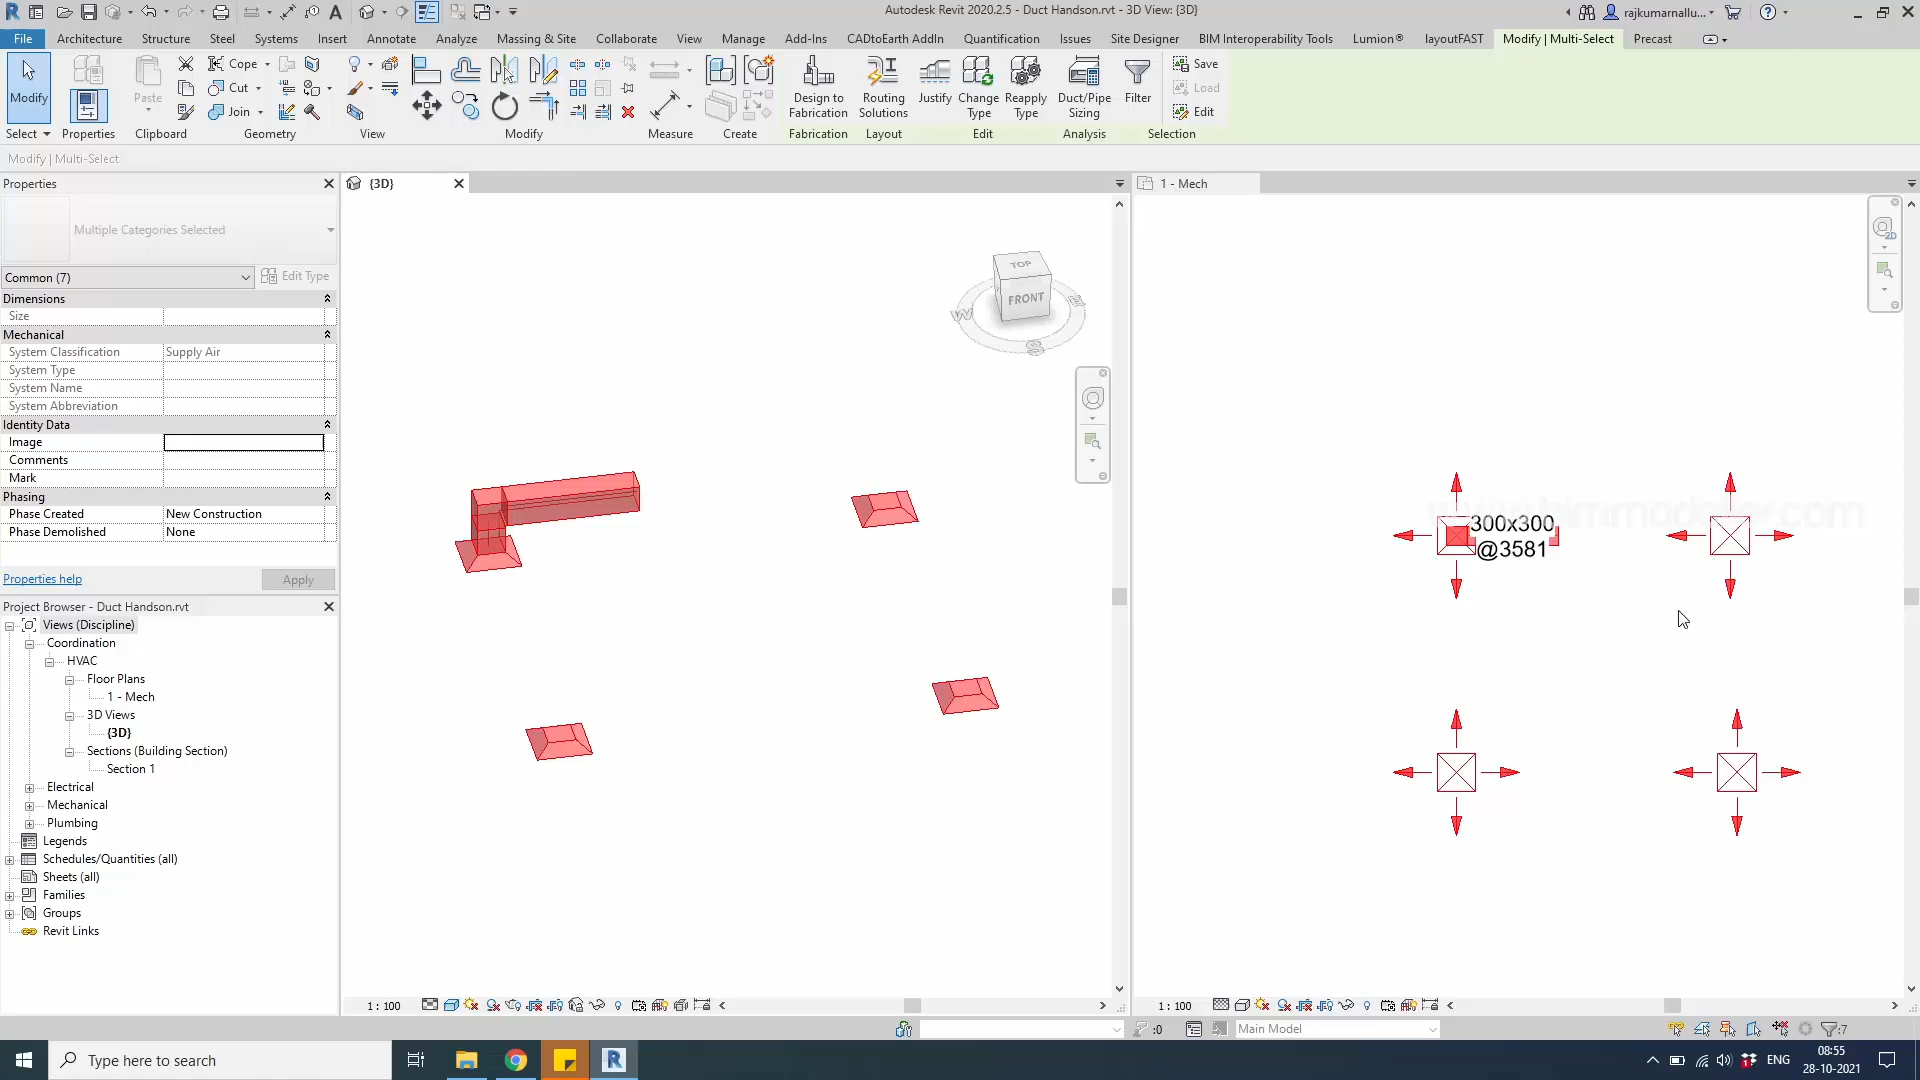 Autodesk Revit 2020.2.5 - Duct Handson.rvt - 3D View: {3D}
rajkumarnallu...
File Architecture Structure Steel Systems Insert Annotate Analyze Massing & Site Collaborate View Manage Add-Ins CADtoEarth AddIn Quantification Issues Site Designer BIM Interoperability Tools Lumion® layoutFAST Modify | Multi-Select Precast
Modify
Paste
Cope
Cut
Join
Design to Fabrication
Routing Solutions
Justify
Change Type
Reapply Type
Duct/Pipe Sizing
Filter
Save
Load
Edit
Select Properties Clipboard Geometry View Modify Measure Create Fabrication Layout Edit Analysis Selection
Modify | Multi-Select
Properties
Multiple Categories Selected
Common (7) Edit Type
Dimensions
Size
Mechanical
System Classification Supply Air
System Type
System Name
System Abbreviation
Identity Data
Image
Comments
Mark
Phasing
Phase Created New Construction
Phase Demolished None
Properties help Apply
Project Browser - Duct Handson.rvt
Views (Discipline)
Coordination
HVAC
Floor Plans
1 - Mech
3D Views
{3D}
Sections (Building Section)
Section 1
Electrical
Mechanical
Plumbing
Legends
Schedules/Quantities (all)
Sheets (all)
Families
Groups
Revit Links
{3D}
TOP
FRONT
W
S
1 : 100
1 - Mech
2D
300x300
@3581
1 : 100
:0
Main Model
:7
Type here to search
ENG
08:55
28-10-2021